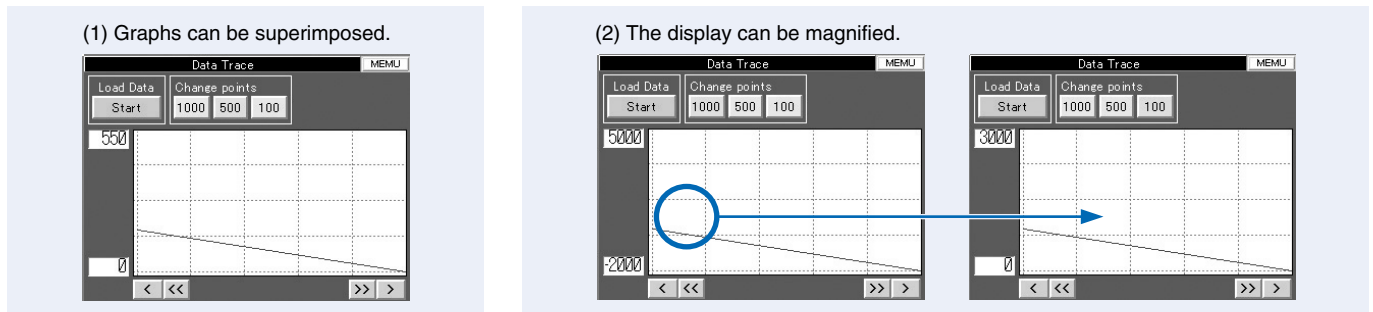 (1) Graphs can be superimposed.
Data Trace MEMU
Load Data Change points
Start 1000 500 100
550
0
< << >> >
(2) The display can be magnified.
Data Trace MEMU
Load Data Change points
Start 1000 500 100
5000
-2000
< << >> >
Data Trace MEMU
Load Data Change points
Start 1000 500 100
3000
0
< << >> >